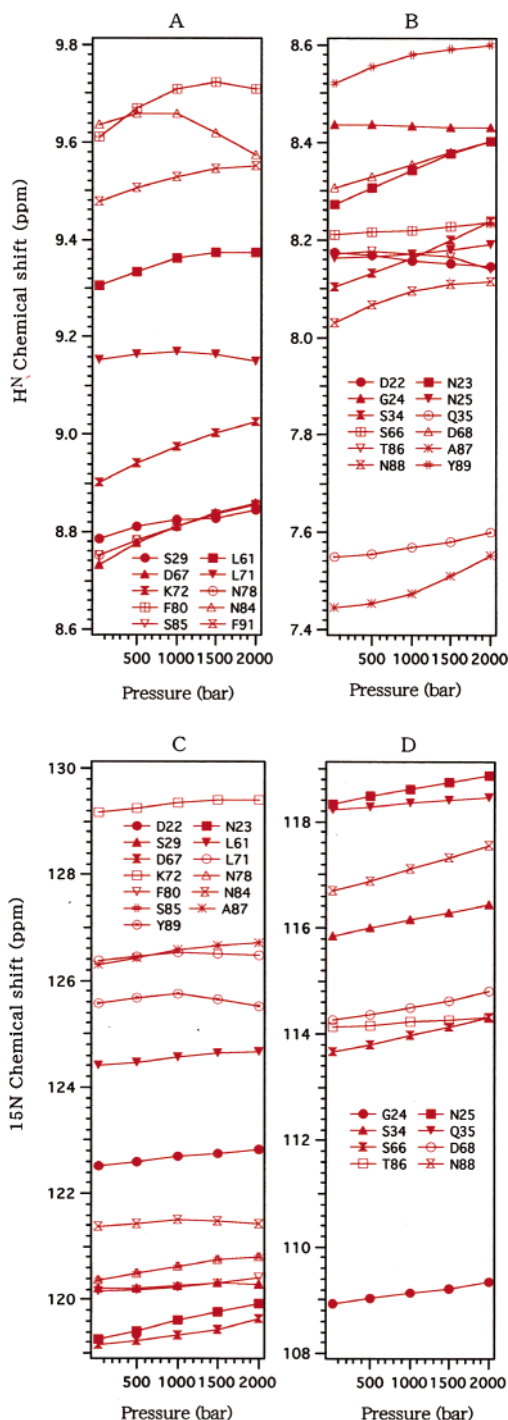 A
B
9.8
9.6
9.4
9.2
9.0
8.8
8.6
H^N Chemical shift (ppm)
S29 L61
D67 L71
K72 N78
F80 N84
S85 F91
500 1000 1500 2000
Pressure (bar)
8.6
8.4
8.2
8.0
7.8
7.6
7.4
D22 N23
G24 N25
S34 Q35
S66 D68
T86 A87
N88 Y89
500 1000 1500 2000
Pressure (bar)
C
D
130
128
126
124
122
120
15N Chemical shift (ppm)
D22 N23
S29 L61
D67 L71
K72 N78
F80 N84
S85 A87
Y89
500 1000 1500 2000
Pressure (bar)
118
116
114
112
110
108
G24 N25
S34 Q35
S66 D68
T86 N88
500 1000 1500 2000
Pressure (bar)